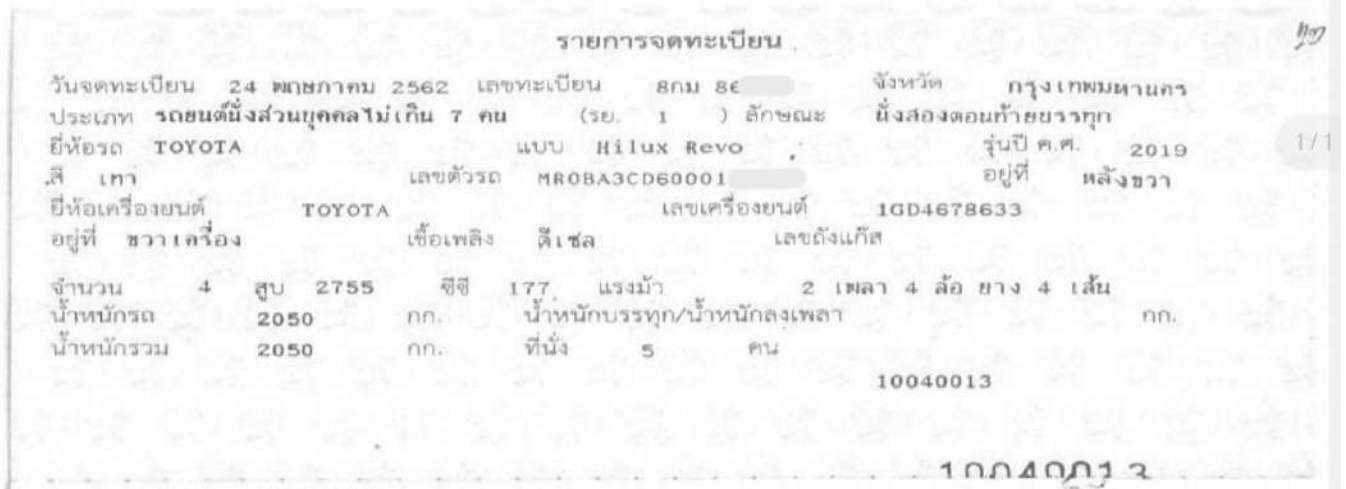 รายการจดทะเบียน
วันจดทะเบียน 24 พฤษภาคม 2562 เลขทะเบียน 8กม 86 จังหวัด กรุงเทพมหานคร
ประเภท รถยนต์นั่งส่วนบุคคลไม่เกิน 7 คน (รย. 1 ) ลักษณะ นั่งสองตอนท้ายบรรทุก
ยี่ห้อรถ TOYOTA แบบ Hilux Revo รุ่นปี ค.ศ. 2019 1/1
สี เทา เลขตัวรถ MR0BA3CD60001 อยู่ที่ หลังขวา
ยี่ห้อเครื่องยนต์ TOYOTA เลขเครื่องยนต์ 1GD4678633
อยู่ที่ ขวาเครื่อง เชื้อเพลิง ดีเซล เลขถังแก๊ส
จำนวน 4 สูบ 2755 ซีซี 177 แรงม้า 2 เพลา 4 ล้อ ยาง 4 เส้น
น้ำหนักรถ 2050 กก. น้ำหนักบรรทุก/น้ำหนักลงเพลา กก.
น้ำหนักรวม 2050 กก. ที่นั่ง 5 คน
10040013
10040013